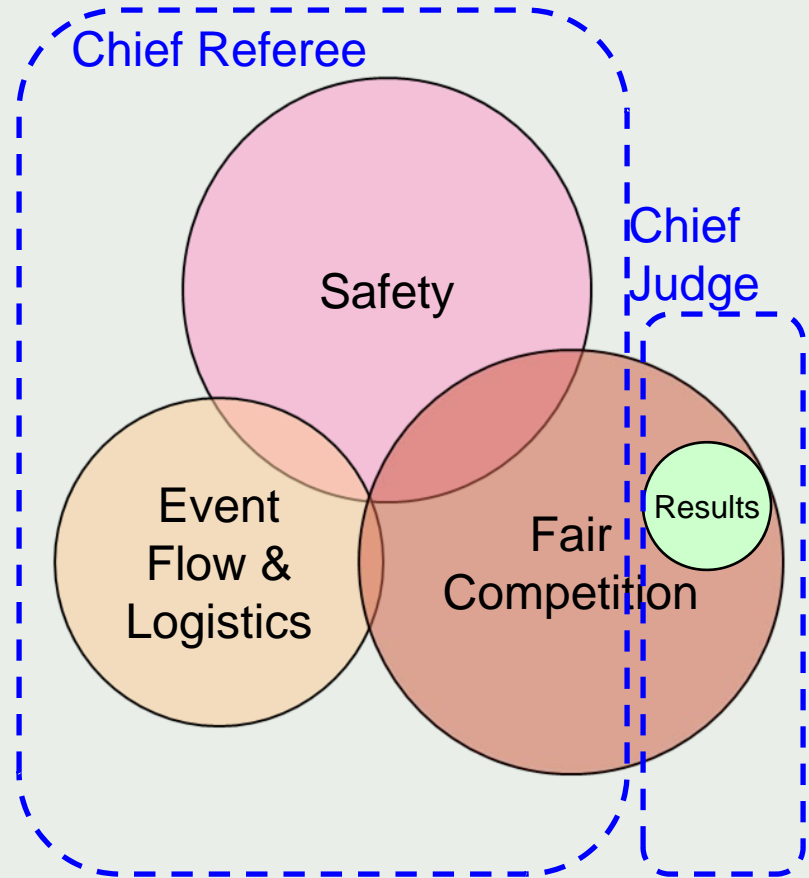 Chief Referee
Chief
Judge
Safety
Event
Flow &
Logistics
Fair
Competition
Results